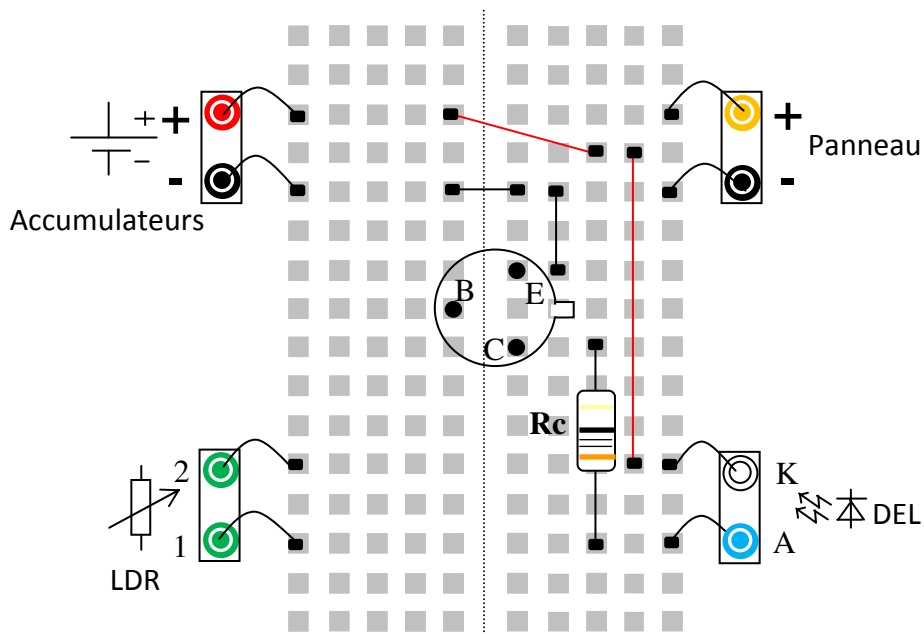 +
+
-
-
Accumulateurs
+
-
Panneau
B
E
C
Rc
2
1
LDR
K
A
DEL